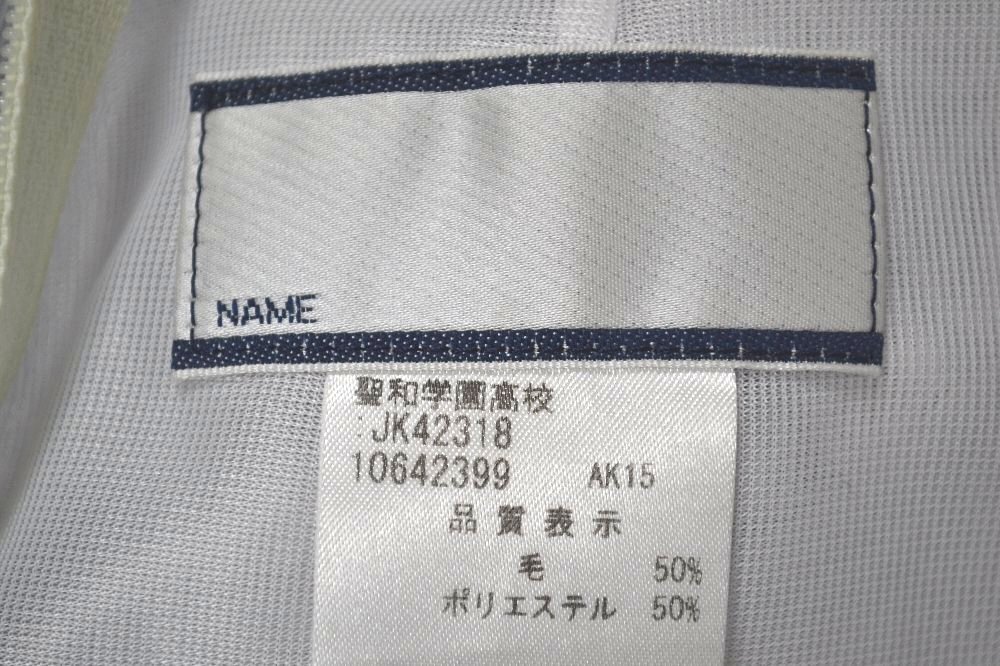 NAME
聖和学園高校
:JK42318
10642399 AK15
品質表示
毛 50%
ポリエステル 50%